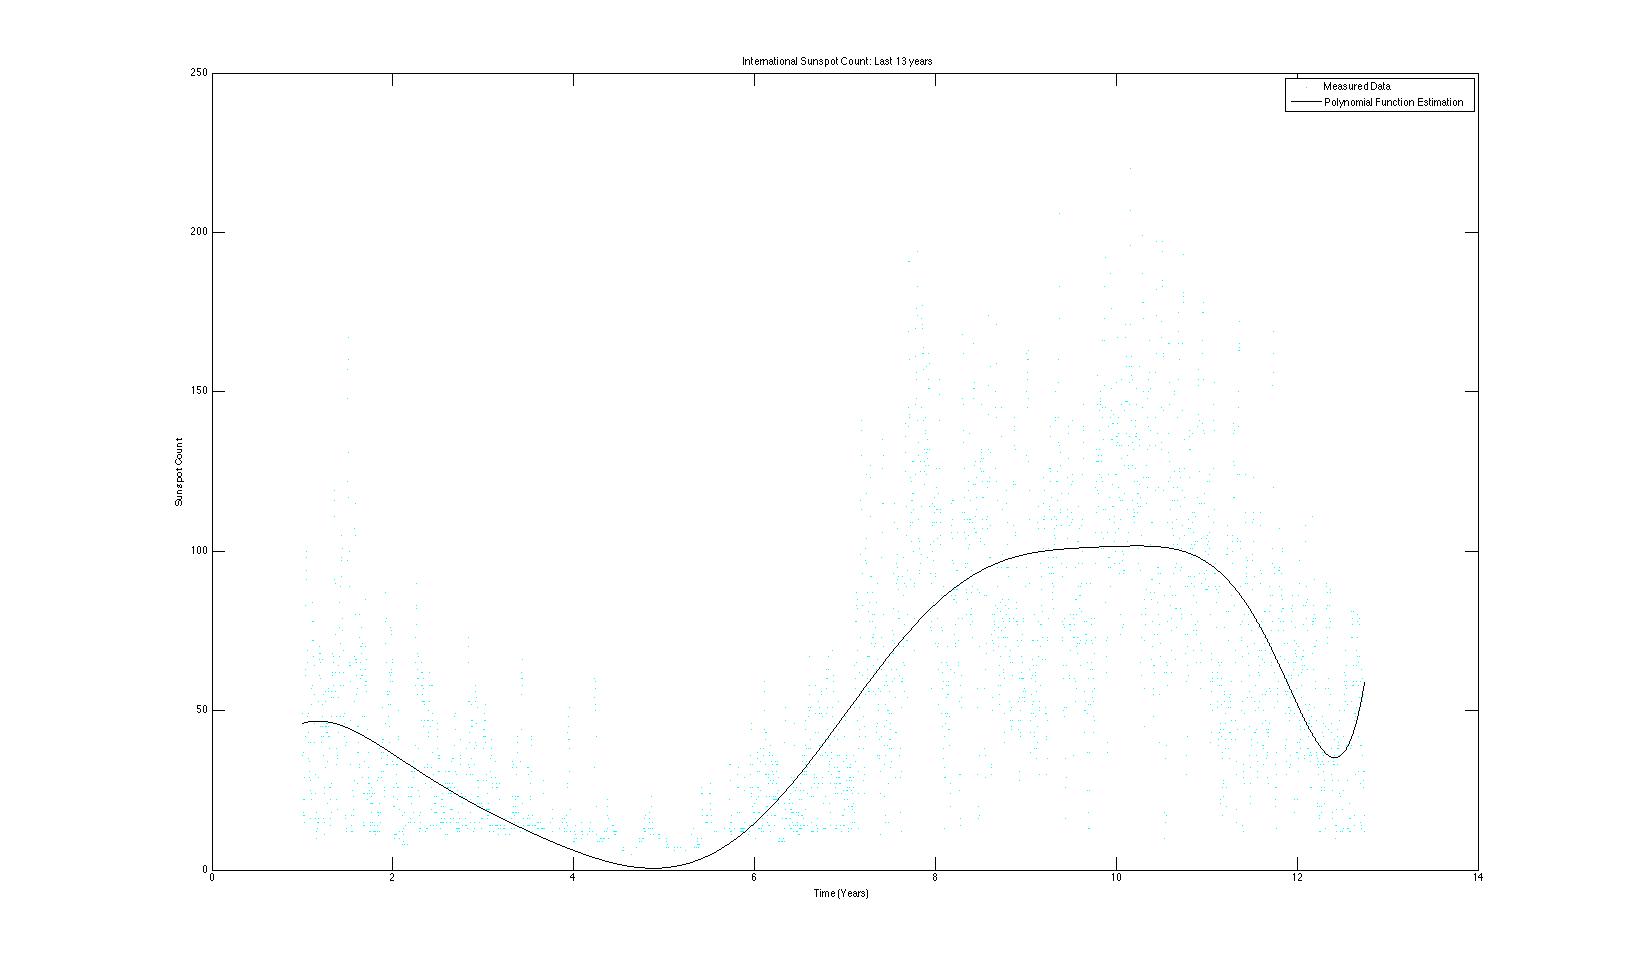 International Sunspot Count: Last 13 years
Measured Data
Polynomial Function Estimation
250
200
150
100
50
0
Sunspot Count
0 2 4 6 8 10 12 14
Time (Years)